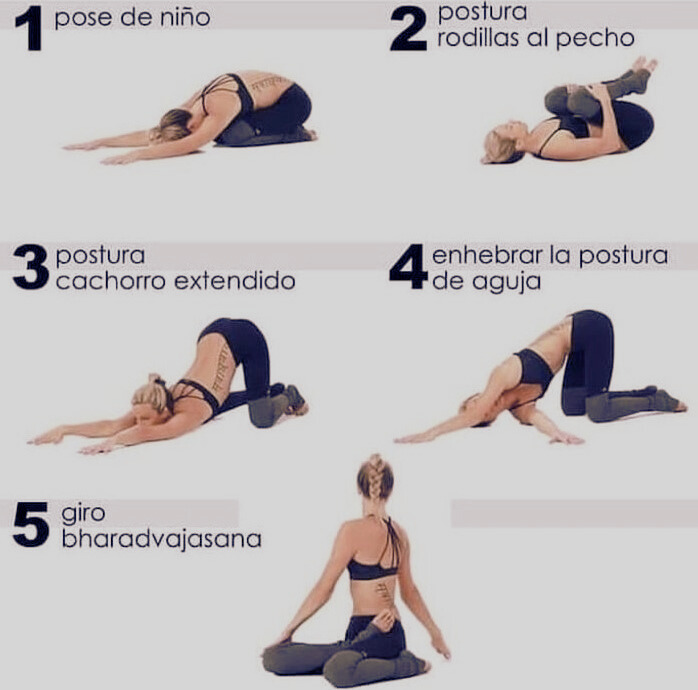 1 pose de niño
2 postura
rodillas al pecho
3 postura
cachorro extendido
4 enhebrar la postura
de aguja
5 giro
bharadvajasana